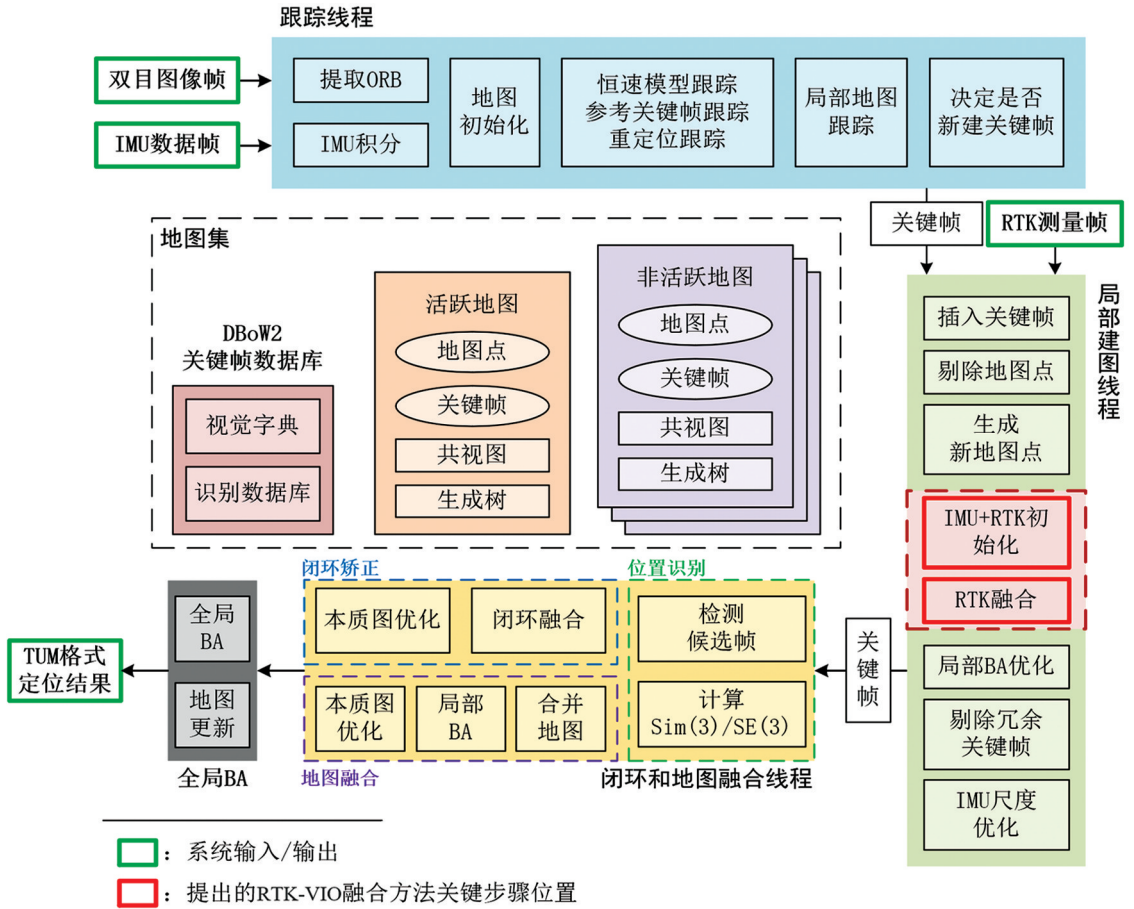 跟踪线程
双目图像帧
IMU数据帧
提取ORB
IMU积分
地图
初始化
恒速模型跟踪
参考关键帧跟踪
重定位跟踪
局部地图
跟踪
决定是否
新建关键帧
关键帧
RTK测量帧
地图集
DBoW2
关键帧数据库
视觉字典
识别数据库
活跃地图
地图点
关键帧
共视图
生成树
非活跃地图
地图点
关键帧
共视图
生成树
局部建图线程
插入关键帧
剔除地图点
生成
新地图点
IMU+RTK初
始化
RTK融合
局部BA优化
剔除冗余
关键帧
IMU尺度
优化
关键帧
位置识别
检测
候选帧
计算
Sim(3)/SE(3)
闭环和地图融合线程
闭环矫正
本质图优化
闭环融合
本质图
优化
局部
BA
合并
地图
地图融合
全局
BA
地图
更新
全局BA
TUM格式
定位结果
：系统输入/输出
：提出的RTK-VIO融合方法关键步骤位置